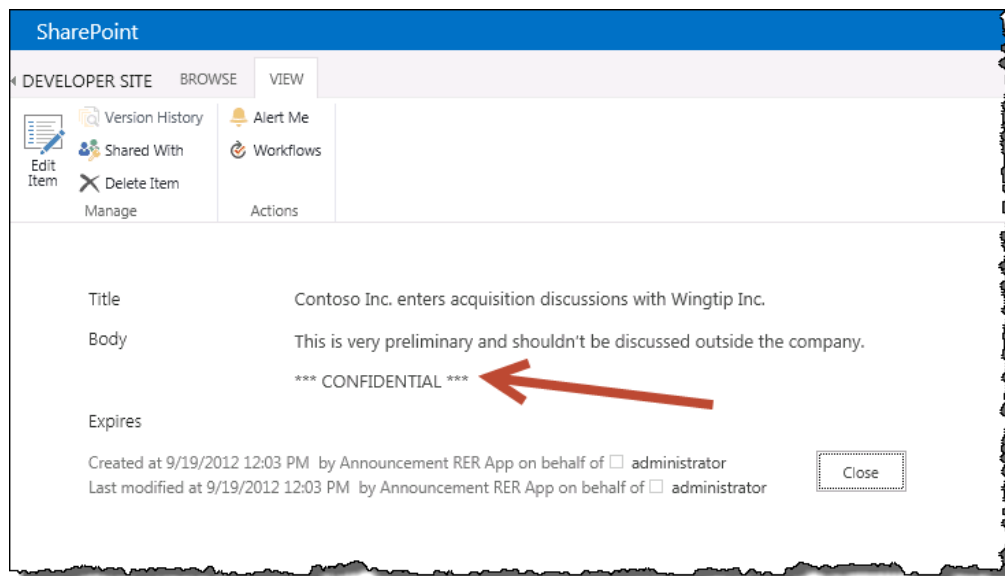 SharePoint
DEVELOPER SITE BROWSE VIEW
Edit Item
Version History
Shared With
Delete Item
Manage
Alert Me
Workflows
Actions
Title Contoso Inc. enters acquisition discussions with Wingtip Inc.
Body This is very preliminary and shouldn't be discussed outside the company.
*** CONFIDENTIAL ***
Expires
Created at 9/19/2012 12:03 PM by Announcement RER App on behalf of administrator
Last modified at 9/19/2012 12:03 PM by Announcement RER App on behalf of administrator
Close